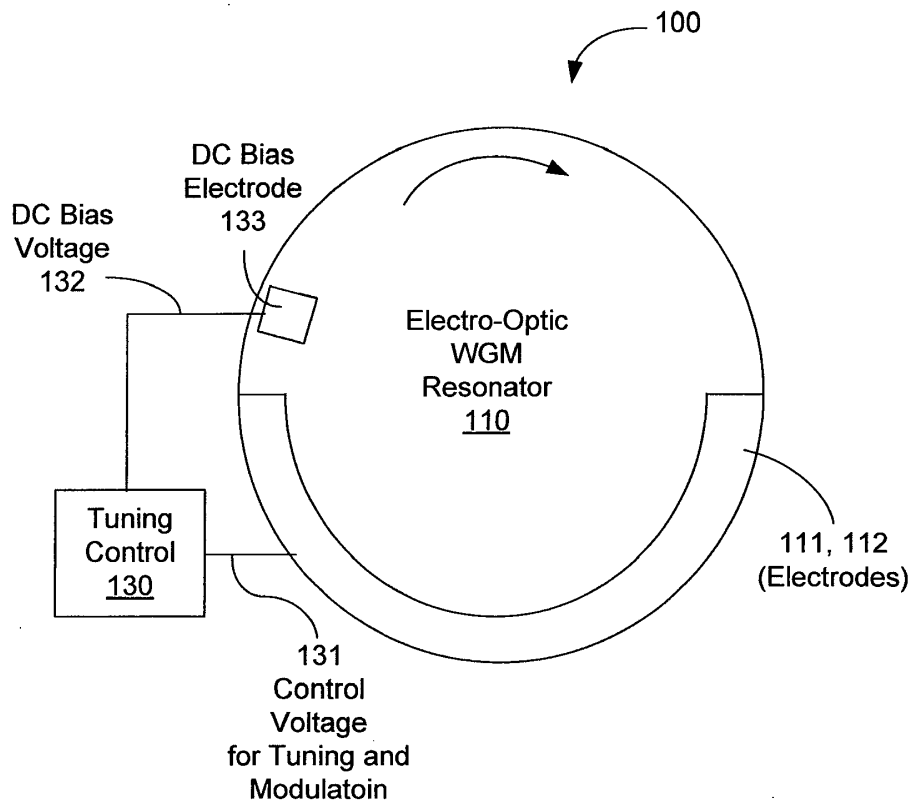 100
DC Bias
Electrode
133
DC Bias
Voltage
132
Electro-Optic
WGM
Resonator
110
Tuning
Control
130
111, 112
(Electrodes)
131
Control
Voltage
for Tuning and
Modulatoin